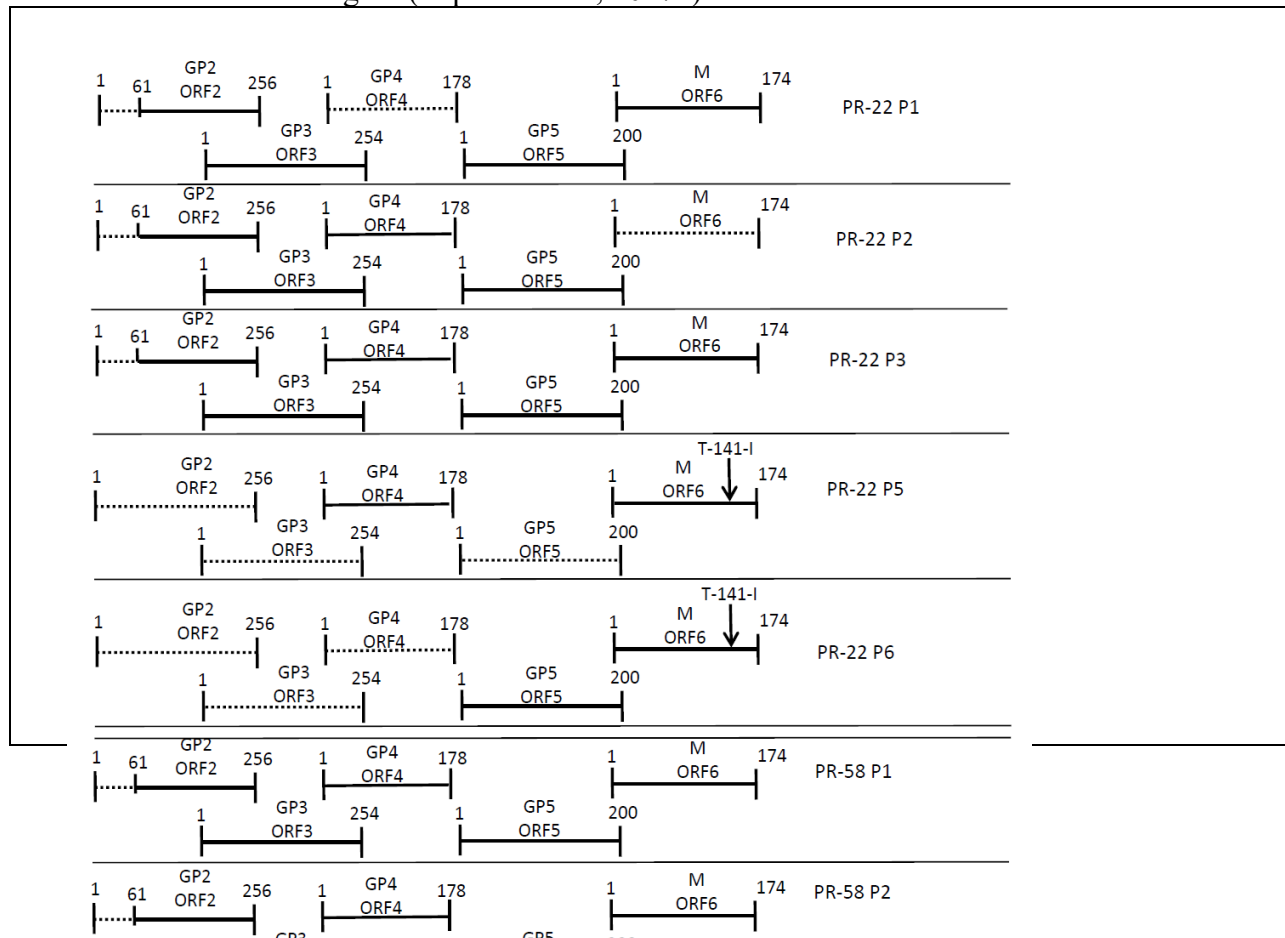 1 61 GP2 256 1 GP4 178 1 M 174
ORF2 ORF4 ORF6 PR-22 P1
1 GP3 254 1 GP5 200
ORF3 ORF5
1 61 GP2 256 1 GP4 178 1 M 174
ORF2 ORF4 ORF6 PR-22 P2
1 GP3 254 1 GP5 200
ORF3 ORF5
1 61 GP2 256 1 GP4 178 1 M 174
ORF2 ORF4 ORF6 PR-22 P3
1 GP3 254 1 GP5 200
ORF3 ORF5
T-141-I
1 GP2 256 1 GP4 178 1 M 174
ORF2 ORF4 ORF6 PR-22 P5
1 GP3 254 1 GP5 200
ORF3 ORF5
T-141-I
1 GP2 256 1 GP4 178 1 M 174
ORF2 ORF4 ORF6 PR-22 P6
1 GP3 254 1 GP5 200
ORF3 ORF5
1 61 GP2 256 1 GP4 178 1 M 174
ORF2 ORF4 ORF6 PR-58 P1
1 GP3 254 1 GP5 200
ORF3 ORF5
1 61 GP2 256 1 GP4 178 1 M 174
ORF2 ORF4 ORF6 PR-58 P2
GP3 GP5